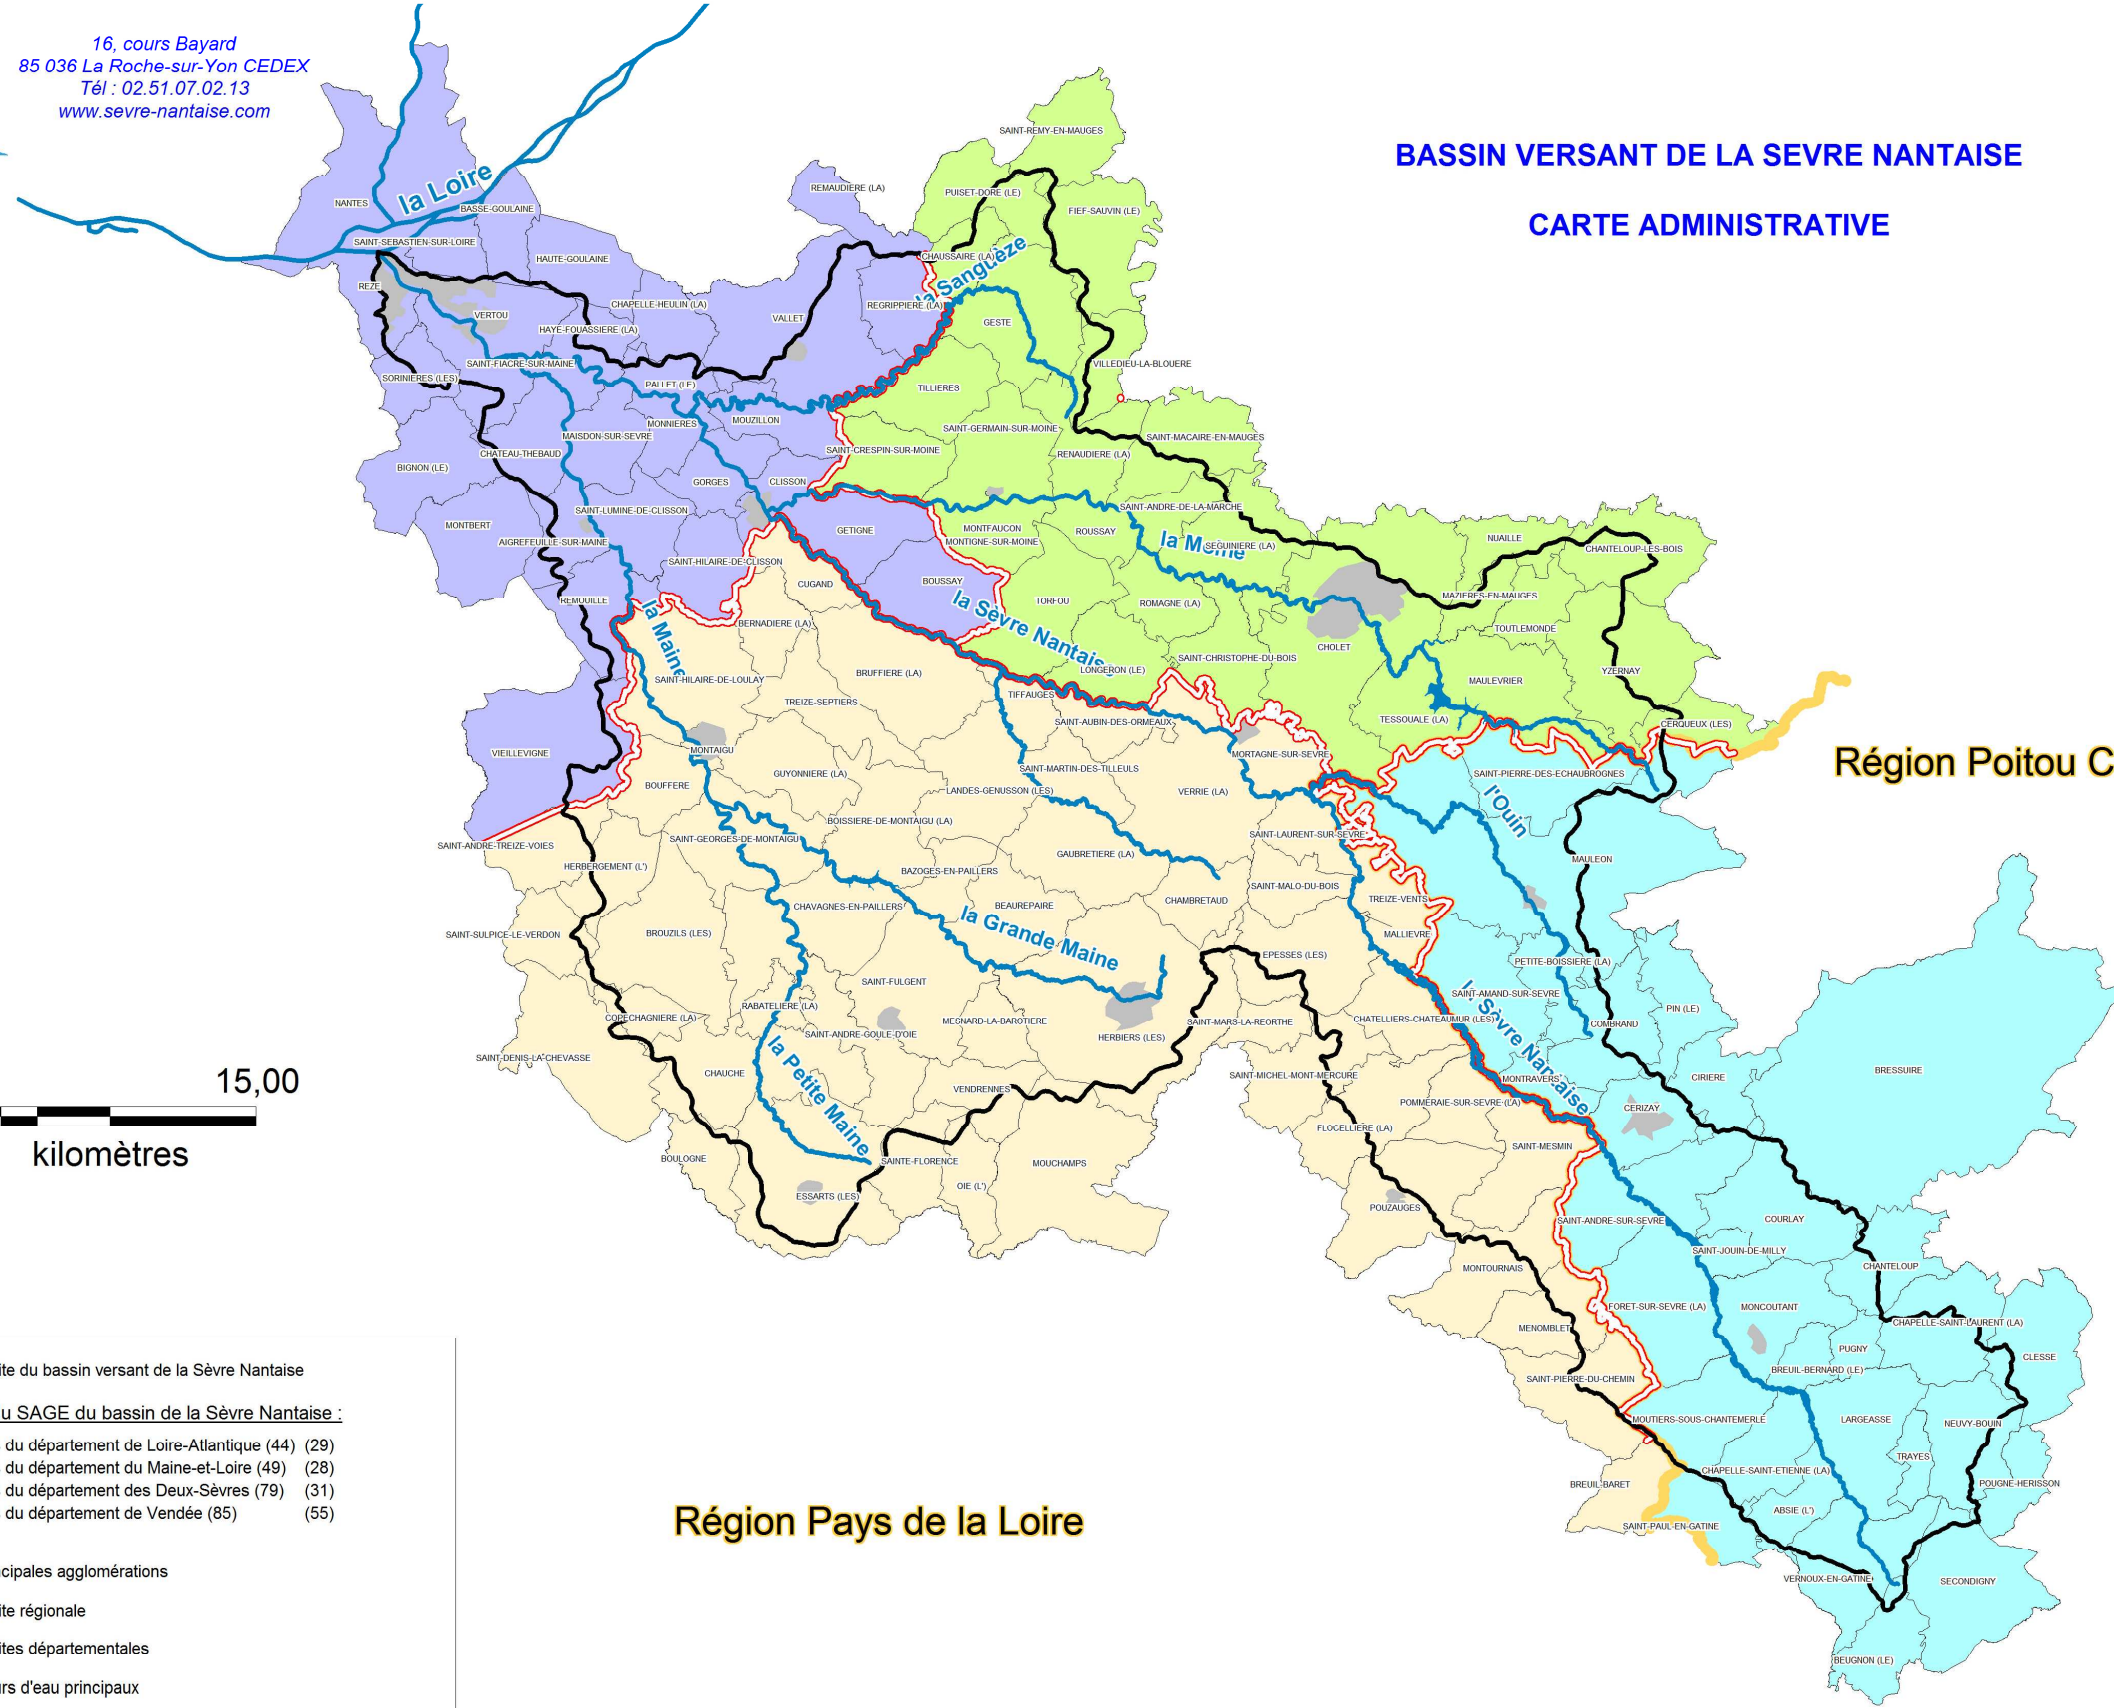 16, cours Bayard
85 036 La Roche-sur-Yon CEDEX
Tél : 02.51.07.02.13
www.sevre-nantaise.com
BASSIN VERSANT DE LA SEVRE NANTAISE
CARTE ADMINISTRATIVE
SAINT-REMY-EN-MAUGES
REMAUDIERE (LA)
PUISET-DORE (LE)
FIEF-SAUVIN (LE)
NANTES
la Loire
BASSE-GOULAINE
SAINT-SEBASTIEN-SUR-LOIRE
HAUTE-GOULAINE
CHAUSSAIRE (LA)
la Sanguèze
REZE
VERTOU
CHAPELLE-HEULIN (LA)
REGRIPPIERE (LA)
HAYE-FOUASSIERE (LA)
VALLET
GESTE
SAINT-FIACRE-SUR-MAINE
VILLEDIEU-LA-BLOUERE
SORINIERES (LES)
PALLET (LE)
TILLIERES
MONNIERES
MOUZILLON
MAISDON-SUR-SEVRE
SAINT-GERMAIN-SUR-MOINE
SAINT-MACAIRE-EN-MAUGES
CHATEAU-THEBAUD
SAINT-CRESPIN-SUR-MOINE
RENAUDIERE (LA)
BIGNON (LE)
GORGES
CLISSON
SAINT-LUMINE-DE-CLISSON
SAINT-ANDRE-DE-LA-MARCHE
MONTBERT
GETIGNE
MONTFAUCON
ROUSSAY
AIGREFEUILLE-SUR-MAINE
MONTIGNE-SUR-MOINE
la Moine
SEGUINIERE (LA)
NUAILLE
CHANTELOUP-LES-BOIS
SAINT-HILAIRE-DE-CLISSON
CUGAND
BOUSSAY
REMOUILLE
la Maine
la Sèvre Nantaise
TORFOU
ROMAGNE (LA)
MAZIERES-EN-MAUGES
BERNADIERE (LA)
TOUTLEMONDE
CHOLET
SAINT-HILAIRE-DE-LOULAY
BRUFFIERE (LA)
LONGERON (LE)
SAINT-CHRISTOPHE-DU-BOIS
YZERNAY
MAULEVRIER
TREIZE-SEPTIERS
TIFFAUGES
SAINT-AUBIN-DES-ORMEAUX
TESSOUALE (LA)
CERQUEUX (LES)
VIEILLEVIGNE
MONTAIGU
MORTAGNE-SUR-SEVRE
Région Poitou C
BOUFFERE
GUYONNIERE (LA)
SAINT-MARTIN-DES-TILLEULS
SAINT-PIERRE-DES-ECHAUBROGNES
LANDES-GENUSSON (LES)
VERRIE (LA)
l'Ouin
BOISSIERE-DE-MONTAIGU (LA)
SAINT-ANDRE-TREIZE-VOIES
SAINT-GEORGES-DE-MONTAIGU
SAINT-LAURENT-SUR-SEVRE
HERBERGEMENT (L')
GAUBRETIERE (LA)
MAULEON
BAZOGES-EN-PAILLERS
SAINT-MALO-DU-BOIS
CHAVAGNES-EN-PAILLERS
BEAUREPAIRE
CHAMBRETAUD
TREIZE-VENTS
la Grande Maine
SAINT-SULPICE-LE-VERDON
BROUZILS (LES)
MALLIEVRE
EPESSES (LES)
PETITE-BOISSIERE (LA)
SAINT-FULGENT
SAINT-AMAND-SUR-SEVRE
RABATELIERE (LA)
la Sèvre Nantaise
PIN (LE)
COPECHAGNIERE (LA)
SAINT-ANDRE-GOULE-D'OIE
MESNARD-LA-BAROTIERE
HERBIERS (LES)
SAINT-MARS-LA-REORTHE
CHATELLIERS-CHATEAUMUR (LES)
COMBRAND
SAINT-DENIS-LA-CHEVASSE
CHAUCHE
la Petite Maine
VENDRENNES
SAINT-MICHEL-MONT-MERCURE
MONTRAVERS
CIRIERE
BRESSUIRE
15,00
kilomètres
POMMERAIE-SUR-SEVRE (LA)
CERIZAY
FLOCELLIERE (LA)
SAINT-MESMIN
BOULOGNE
SAINTE-FLORENCE
MOUCHAMPS
ESSARTS (LES)
OIE (L')
POUZAUGES
SAINT-ANDRE-SUR-SEVRE
COURLAY
SAINT-JOUIN-DE-MILLY
MONTOURNAIS
CHANTELOUP
FORET-SUR-SEVRE (LA)
MONCOUTANT
MENOMBLET
CHAPELLE-SAINT-LAURENT (LA)
PUGNY
CLESSE
BREUIL-BERNARD (LE)
SAINT-PIERRE-DU-CHEMIN
MOUTIERS-SOUS-CHANTEMERLE
LARGEASSE
NEUVY-BOUIN
TRAYES
CHAPELLE-SAINT-ETIENNE (LA)
BREUIL-BARET
POUGNE-HERISSON
ABSIE (L')
SAINT-PAUL-EN-GATINE
VERNOUX-EN-GATINE
SECONDIGNY
BEUGNON (LE)
Région Pays de la Loire
ite du bassin versant de la Sèvre Nantaise
u SAGE du bassin de la Sèvre Nantaise :
du département de Loire-Atlantique (44) (29)
du département du Maine-et-Loire (49) (28)
du département des Deux-Sèvres (79) (31)
du département de Vendée (85) (55)
cipales agglomérations
ite régionale
ites départementales
rs d'eau principaux